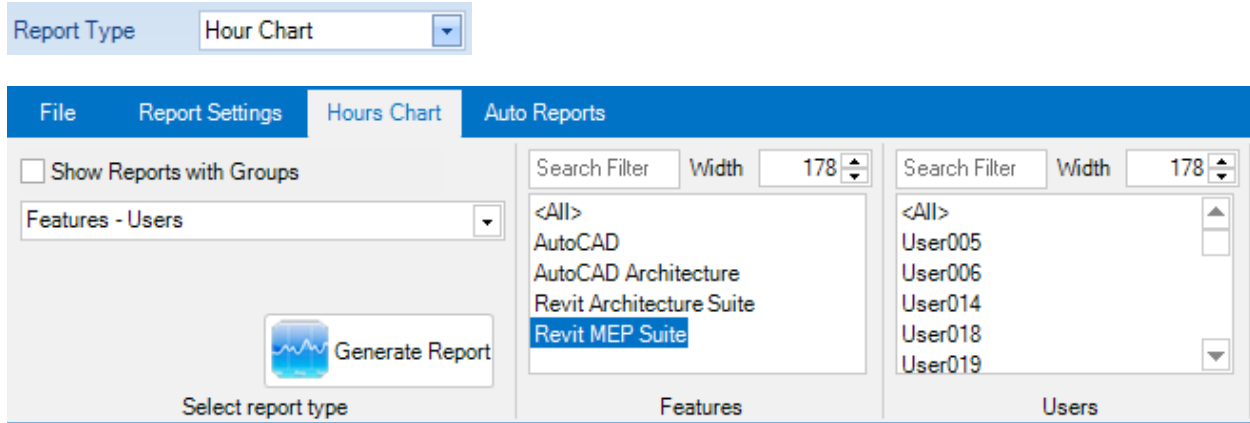 Report Type Hour Chart
File Report Settings Hours Chart Auto Reports
Show Reports with Groups
Features - Users
Generate Report
Select report type
Search Filter Width 178
<All>
AutoCAD
AutoCAD Architecture
Revit Architecture Suite
Revit MEP Suite
Features
Search Filter Width 178
<All>
User005
User006
User014
User018
User019
Users